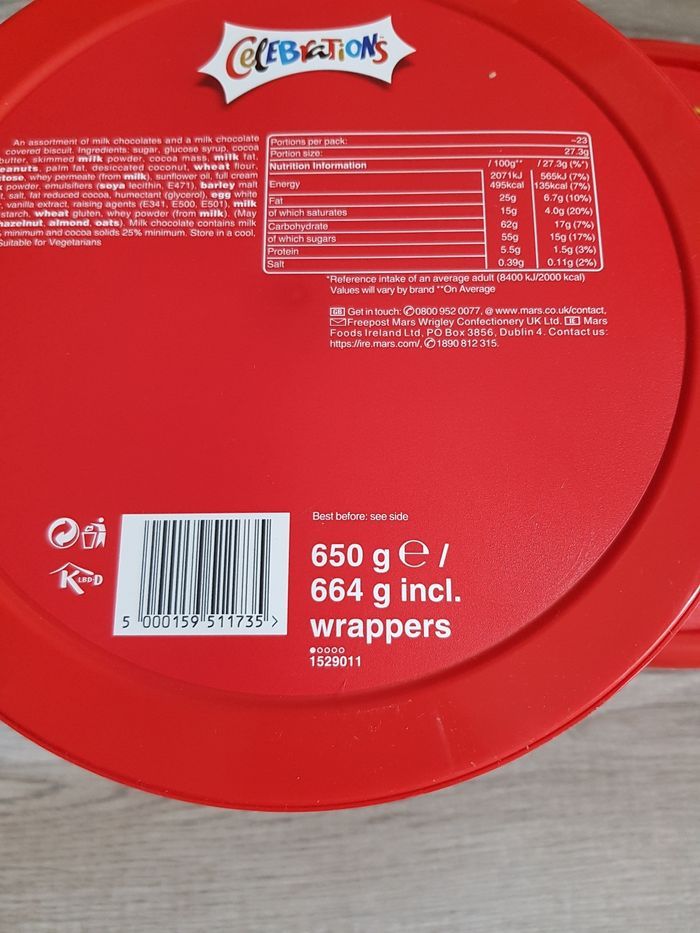 CELEBRATIONS
An assortment of milk chocolates and a milk chocolate
covered biscuit. Ingredients: sugar, glucose syrup, cocoa
butter, skimmed milk powder, cocoa mass, milk fat,
peanuts, palm fat, desiccated coconut, wheat flour,
lactose, whey permeate (from milk), sunflower oil, full cream
powder, emulsifiers (soya lecithin, E471), barley malt
salt, fat reduced cocoa, humectant (glycerol), egg white
vanilla extract, raising agents (E341, E500, E501), milk
starch, wheat gluten, whey powder (from milk). (May
hazelnut, almond, oats). Milk chocolate contains milk
minimum and cocoa solids 25% minimum. Store in a cool,
Suitable for Vegetarians
Portions per pack: ~23
Portion size: 27.3g
Nutrition Information / 100g** / 27.3g (%*)
Energy 2071kJ 565kJ (7%)
495kcal 135kcal (7%)
Fat 25g 6.7g (10%)
of which saturates 15g 4.0g (20%)
Carbohydrate 62g 17g (7%)
of which sugars 55g 15g (17%)
Protein 5.5g 1.5g (3%)
Salt 0.39g 0.11g (2%)
*Reference intake of an average adult (8400 kJ/2000 kcal)
Values will vary by brand **On Average
GB Get in touch: 0800 952 0077, @ www.mars.co.uk/contact,
Freepost Mars Wrigley Confectionery UK Ltd. IE Mars
Foods Ireland Ltd, PO Box 3856, Dublin 4. Contact us:
https://ire.mars.com/, 1890 812 315.
Best before: see side
650 g e /
664 g incl.
wrappers
1529011
K LBD-D
5 000159 511735 >